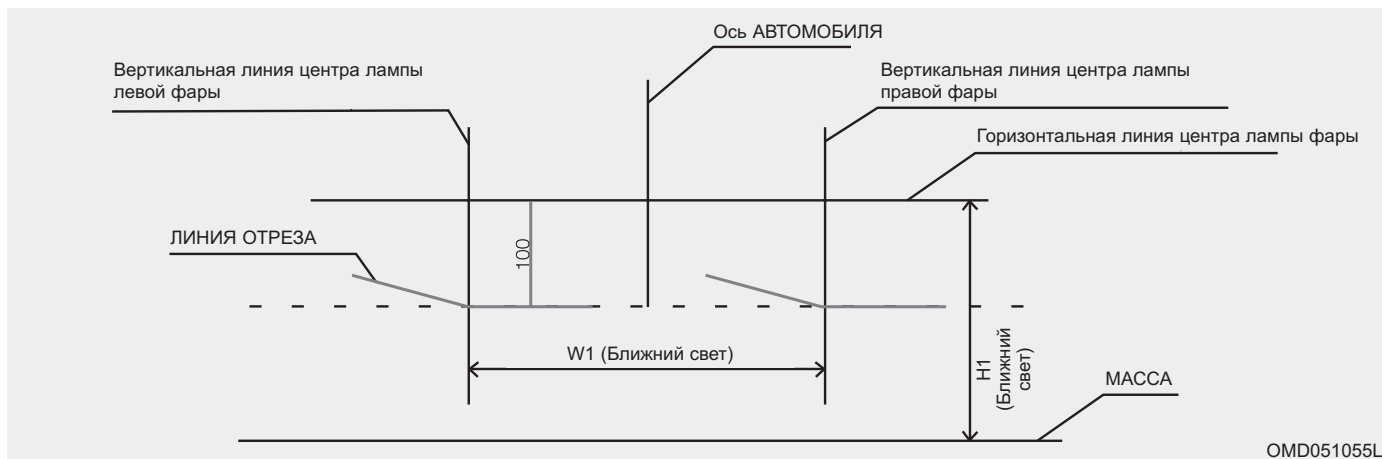 Ось АВТОМОБИЛЯ
Вертикальная линия центра лампы
левой фары
Вертикальная линия центра лампы
правой фары
Горизонтальная линия центра лампы фары
ЛИНИЯ ОТРЕЗА
100
W1 (Ближний свет)
H1
(Ближний
свет)
МАССА
OMD051055L